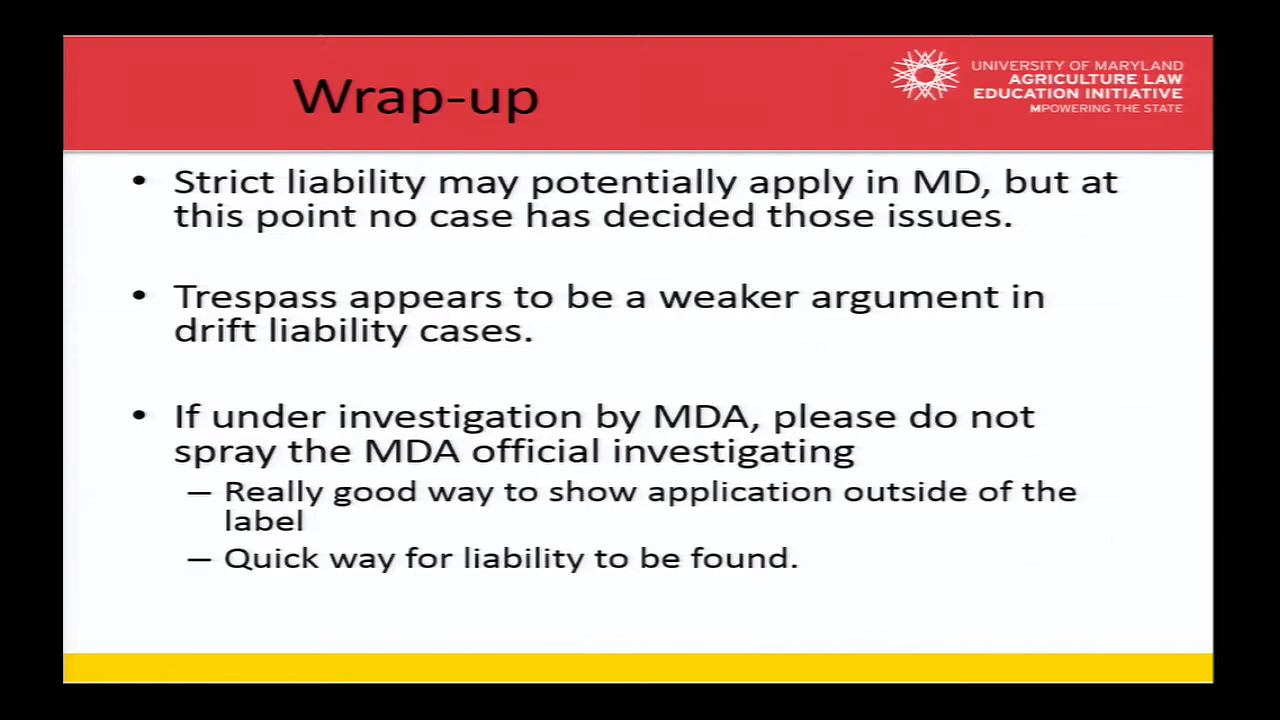 Wrap-up
UNIVERSITY OF MARYLAND
AGRICULTURE LAW
EDUCATION INITIATIVE
MPOWERING THE STATE
• Strict liability may potentially apply in MD, but at
this point no case has decided those issues.
• Trespass appears to be a weaker argument in
drift liability cases.
• If under investigation by MDA, please do not
spray the MDA official investigating
– Really good way to show application outside of the
label
– Quick way for liability to be found.